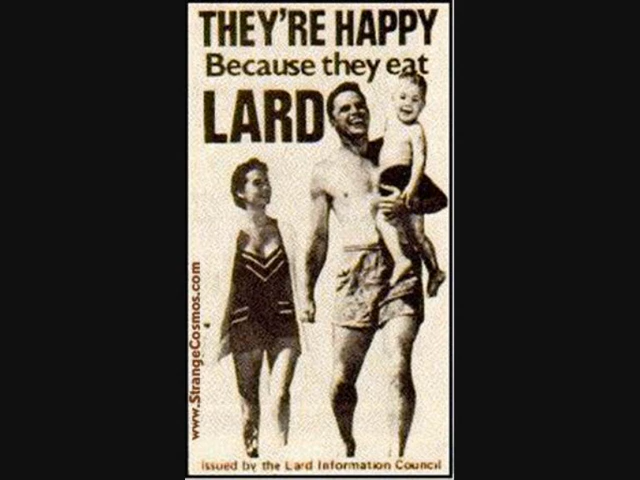 THEY'RE HAPPY
Because they eat
LARD
www.StrangeCosmos.com
issued by the Lard Information Council